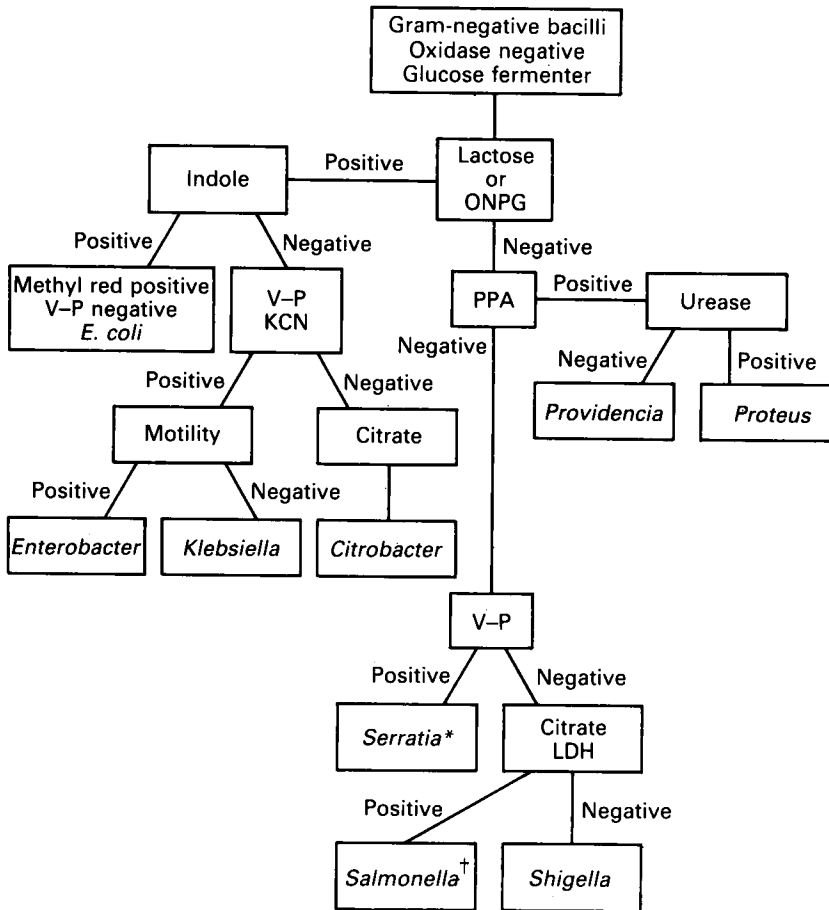 Gram-negative bacilli
Oxidase negative
Glucose fermenter
Lactose
or
ONPG
Positive
Indole
Positive
Negative
Methyl red positive
V–P negative
E. coli
V–P
KCN
Positive
Negative
Motility
Citrate
Positive
Negative
Enterobacter
Klebsiella
Citrobacter
Negative
PPA
Positive
Urease
Negative
Positive
Providencia
Proteus
Negative
V–P
Positive
Negative
Serratia*
Citrate
LDH
Positive
Negative
Salmonella†
Shigella